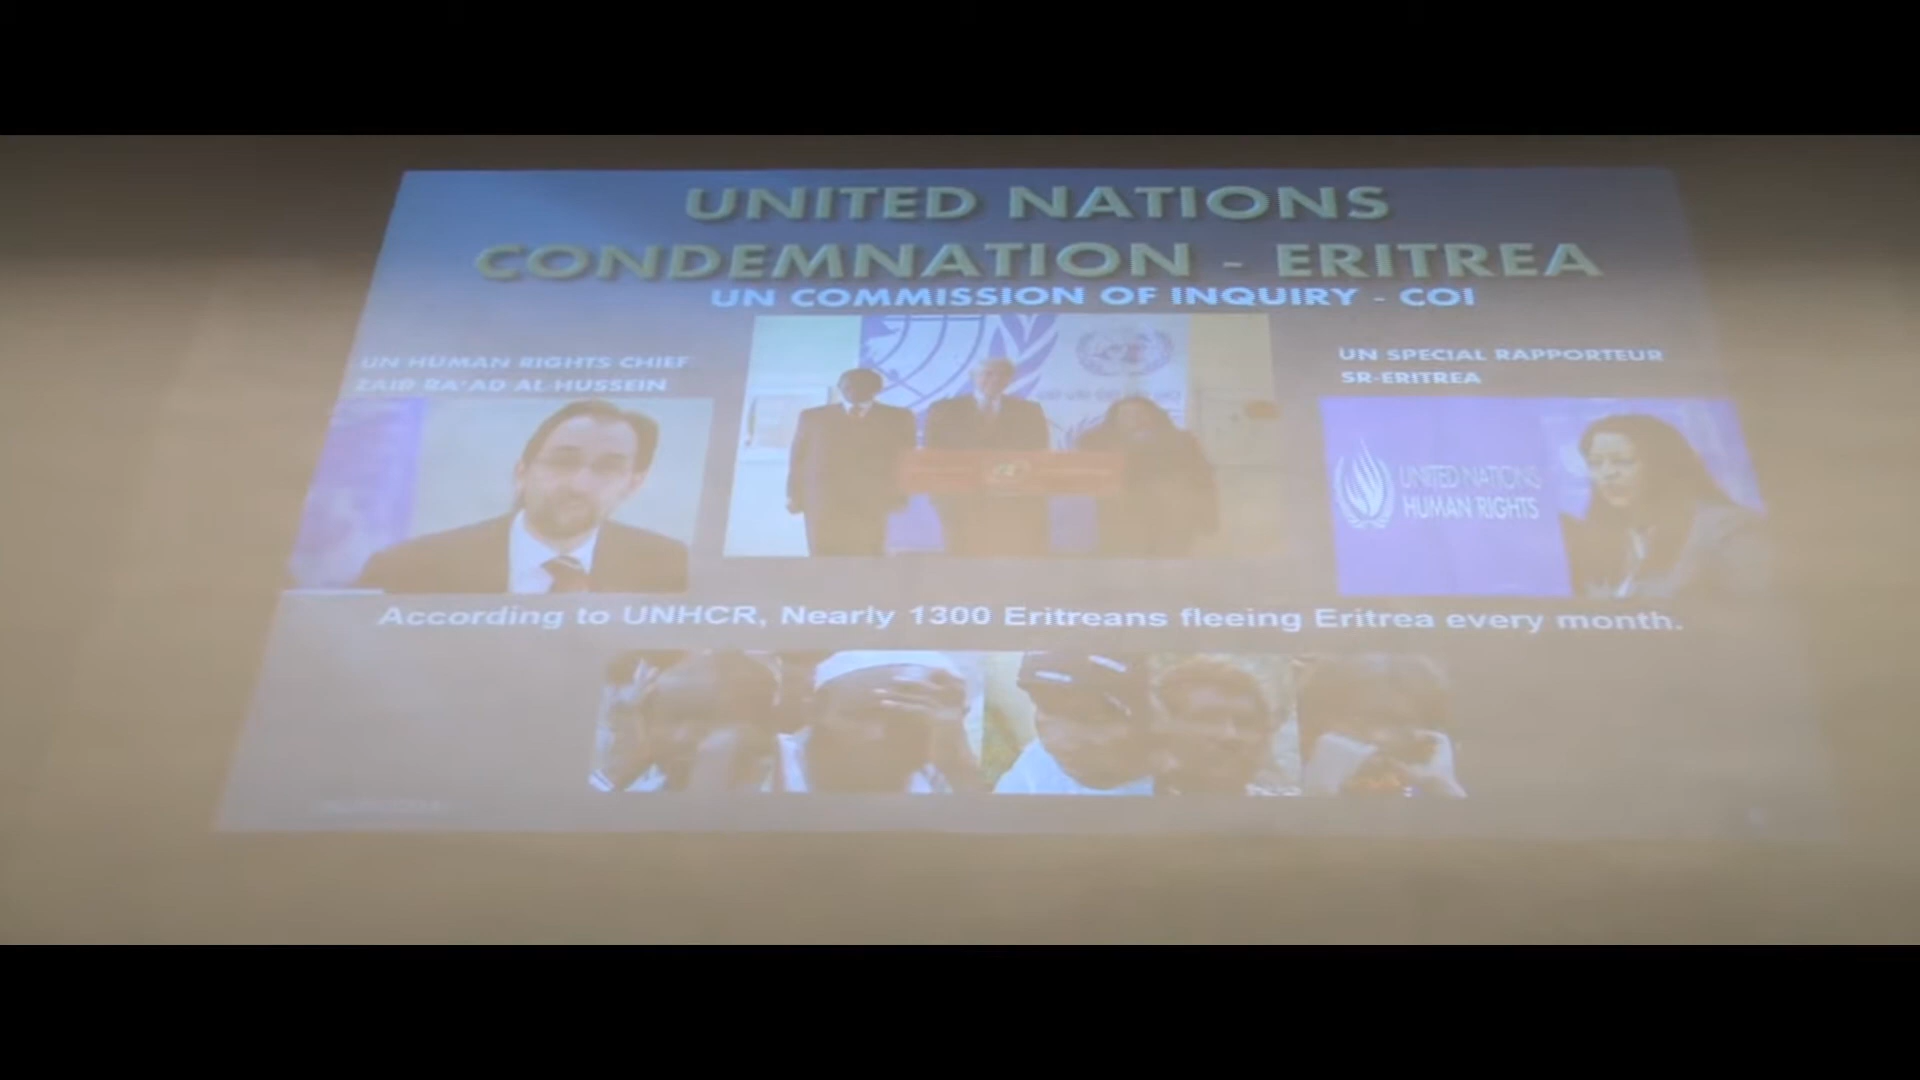 UNITED NATIONS
CONDEMNATION - ERITREA
UN COMMISSION OF INQUIRY - COI
UN HUMAN RIGHTS CHIEF
ZAID RA'AD AL HUSSEIN
UN SPECIAL RAPPORTEUR
SR-ERITREA
UNITED NATIONS
HUMAN RIGHTS
According to UNHCR, Nearly 1300 Eritreans fleeing Eritrea every month.